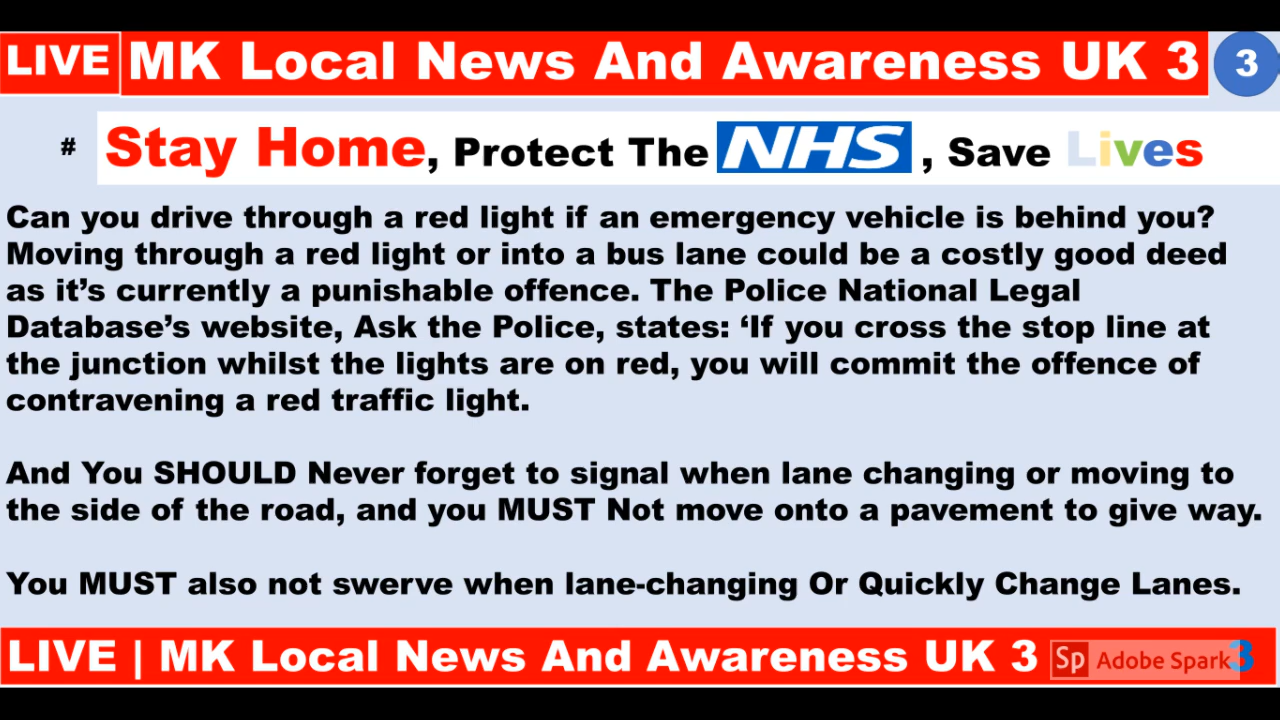 LIVE MK Local News And Awareness UK 3 3
# Stay Home, Protect The NHS , Save Lives
Can you drive through a red light if an emergency vehicle is behind you?
Moving through a red light or into a bus lane could be a costly good deed
as it’s currently a punishable offence. The Police National Legal
Database’s website, Ask the Police, states: ‘If you cross the stop line at
the junction whilst the lights are on red, you will commit the offence of
contravening a red traffic light.
And You SHOULD Never forget to signal when lane changing or moving to
the side of the road, and you MUST Not move onto a pavement to give way.
You MUST also not swerve when lane-changing Or Quickly Change Lanes.
LIVE | MK Local News And Awareness UK 3 Sp Adobe Spark 3